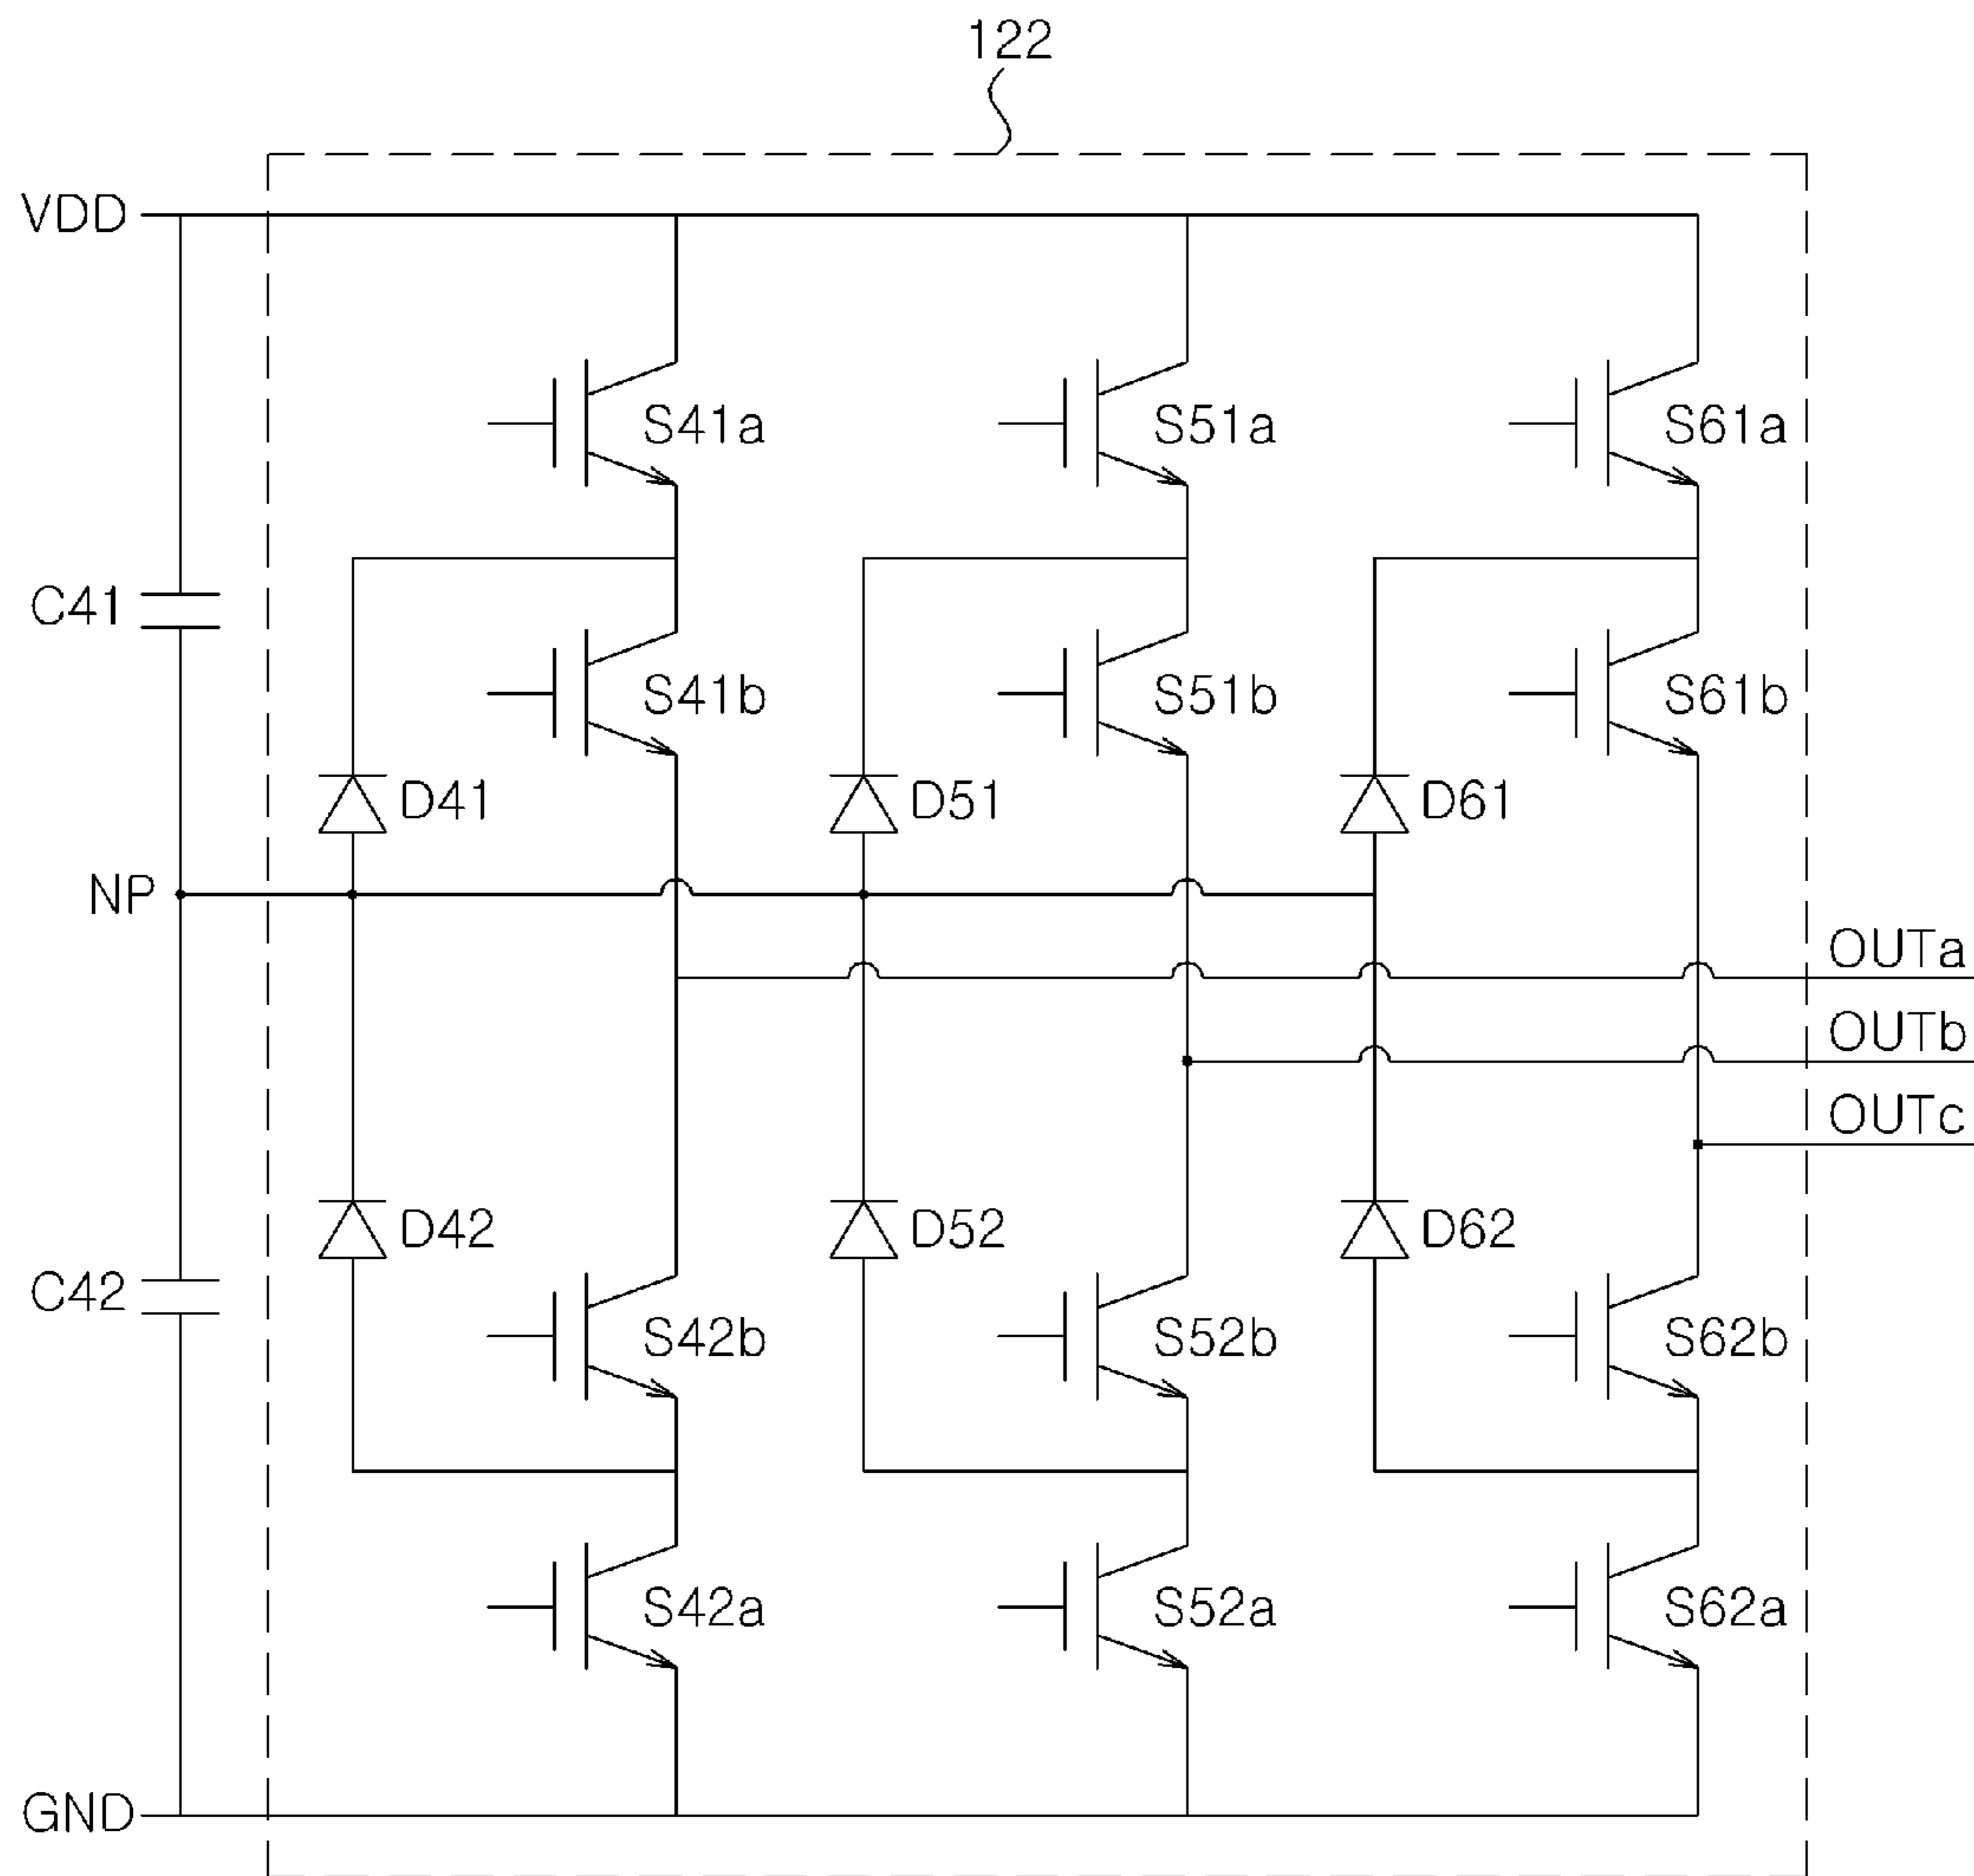 122
VDD
S41a
S51a
S61a
C41
S41b
S51b
S61b
D41
D51
D61
NP
OUTa
OUTb
OUTc
D42
D52
D62
C42
S42b
S52b
S62b
S42a
S52a
S62a
GND